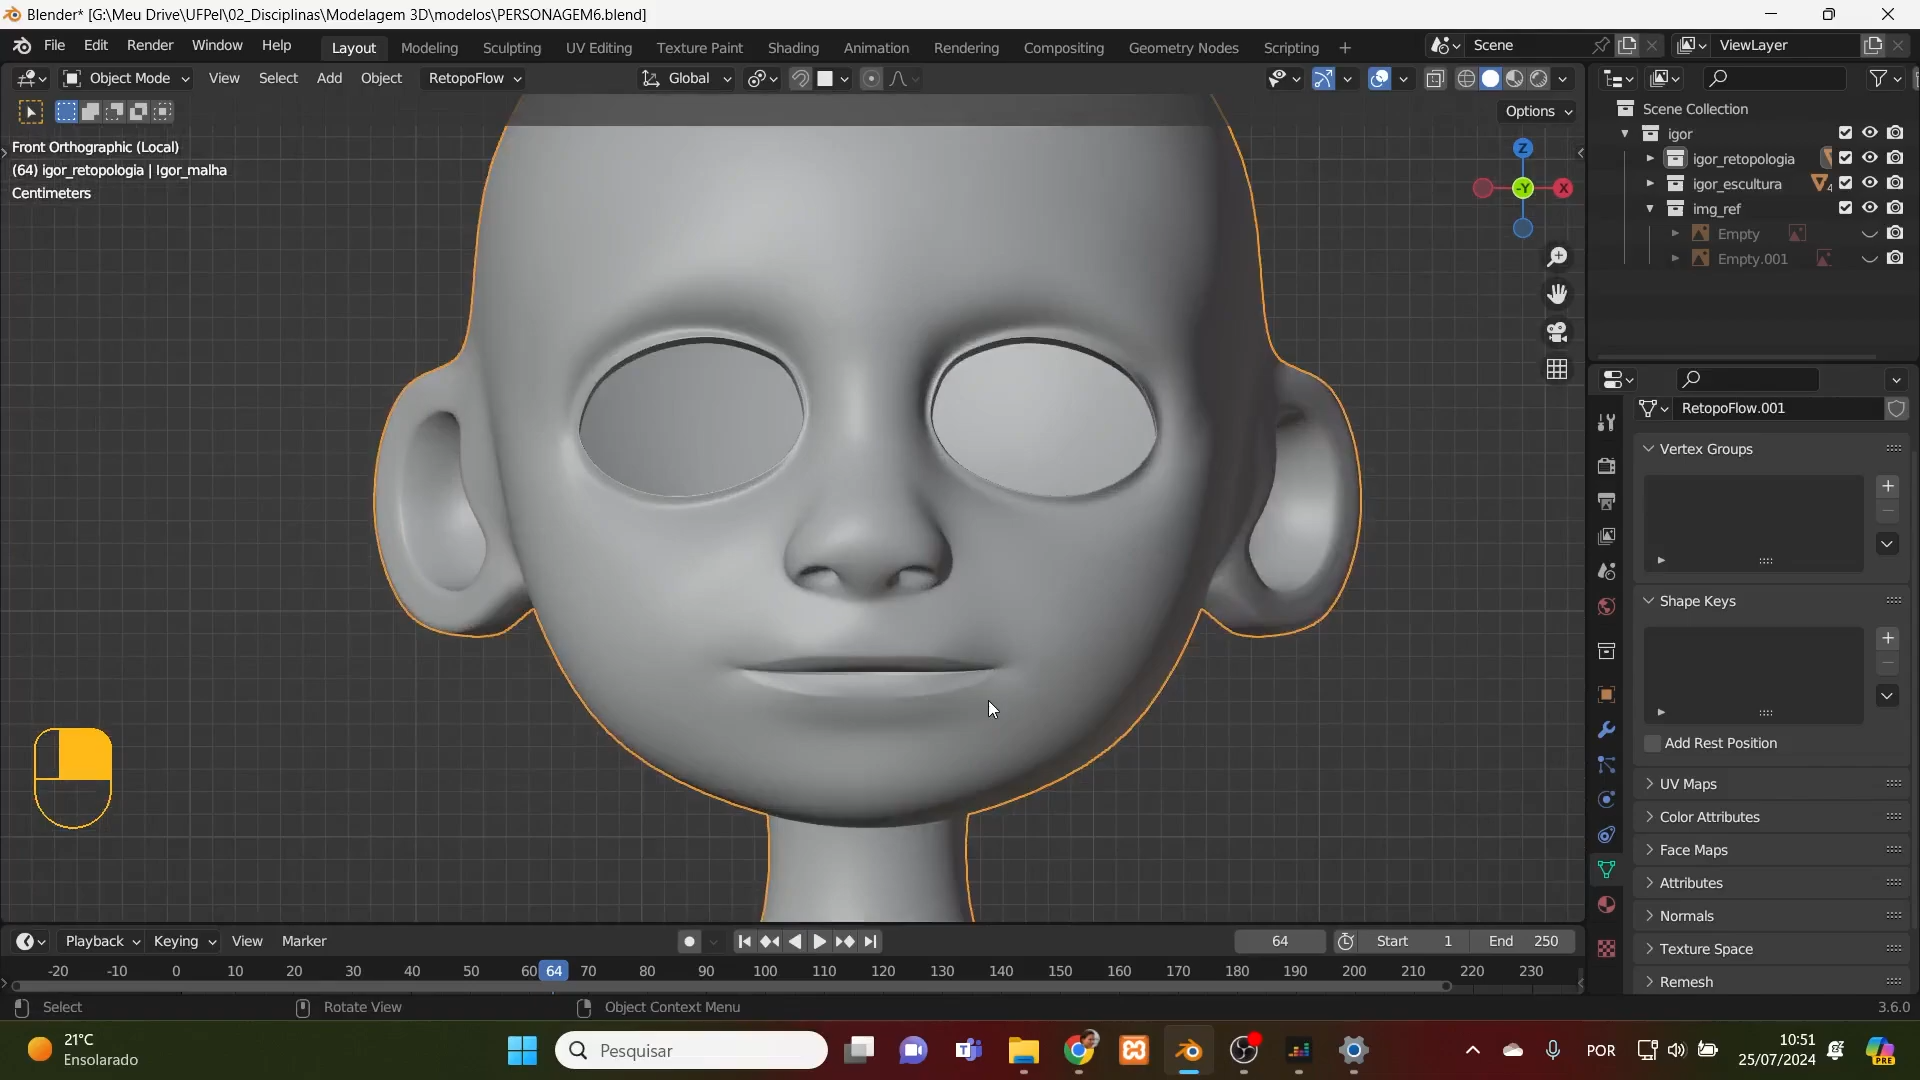 Blender* [G:\Meu Drive\UFPel\02_Disciplinas\Modelagem 3D\modelos\PERSONAGEM6.blend]
File Edit Render Window Help Layout Modeling Sculpting UV Editing Texture Paint Shading Animation Rendering Compositing Geometry Nodes Scripting + Scene ViewLayer
Object Mode View Select Add Object RetopoFlow Global
Options
Front Orthographic (Local)
(64) igor_retopologia | Igor_malha
Centimeters
Z
-Y
X
Scene Collection
igor
igor_retopologia
igor_escultura 4
img_ref
Empty
Empty.001
RetopoFlow.001
Vertex Groups
Shape Keys
Add Rest Position
UV Maps
Color Attributes
Face Maps
Attributes
Normals
Texture Space
Remesh
Playback Keying View Marker 64 Start 1 End 250
-20 -10 0 10 20 30 40 50 60 64 70 80 90 100 110 120 130 140 150 160 170 180 190 200 210 220 230
Select Rotate View Object Context Menu 3.6.0
21°C
Ensolarado
Pesquisar
POR
10:51
25/07/2024
PRE